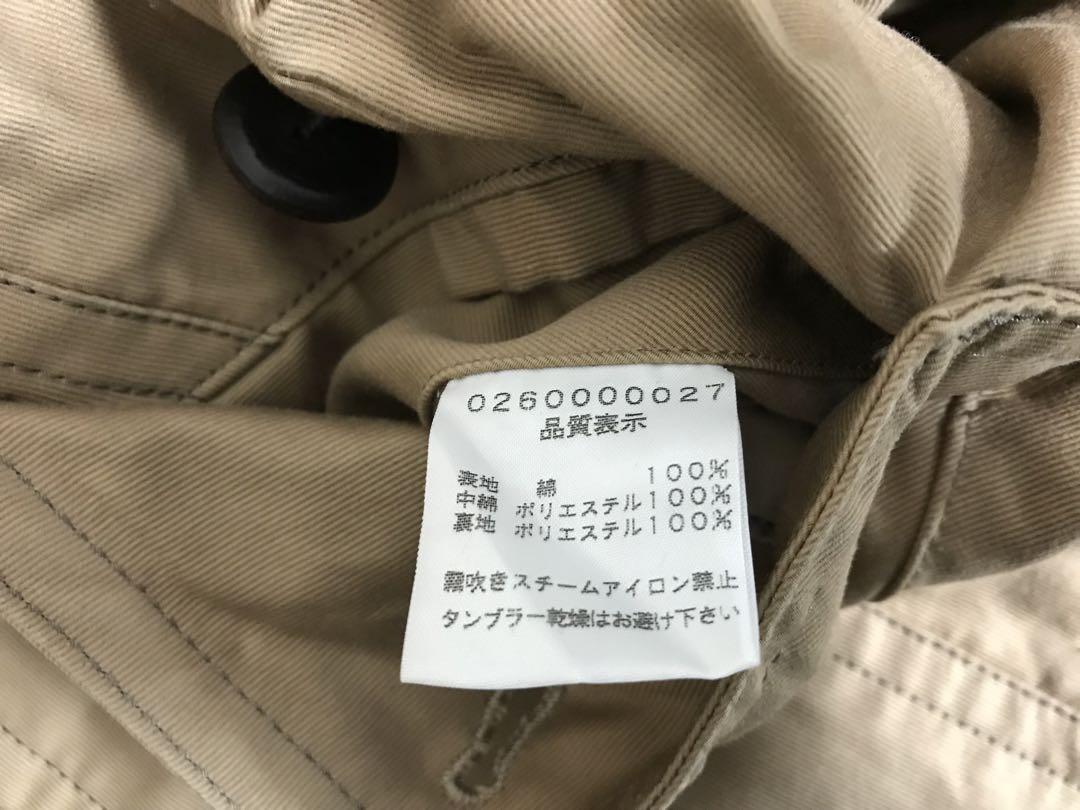 0260000027
品質表示
表地 綿 100%
中綿 ポリエステル100%
裏地 ポリエステル100%
霧吹きスチームアイロン禁止
タンブラー乾燥はお避け下さい